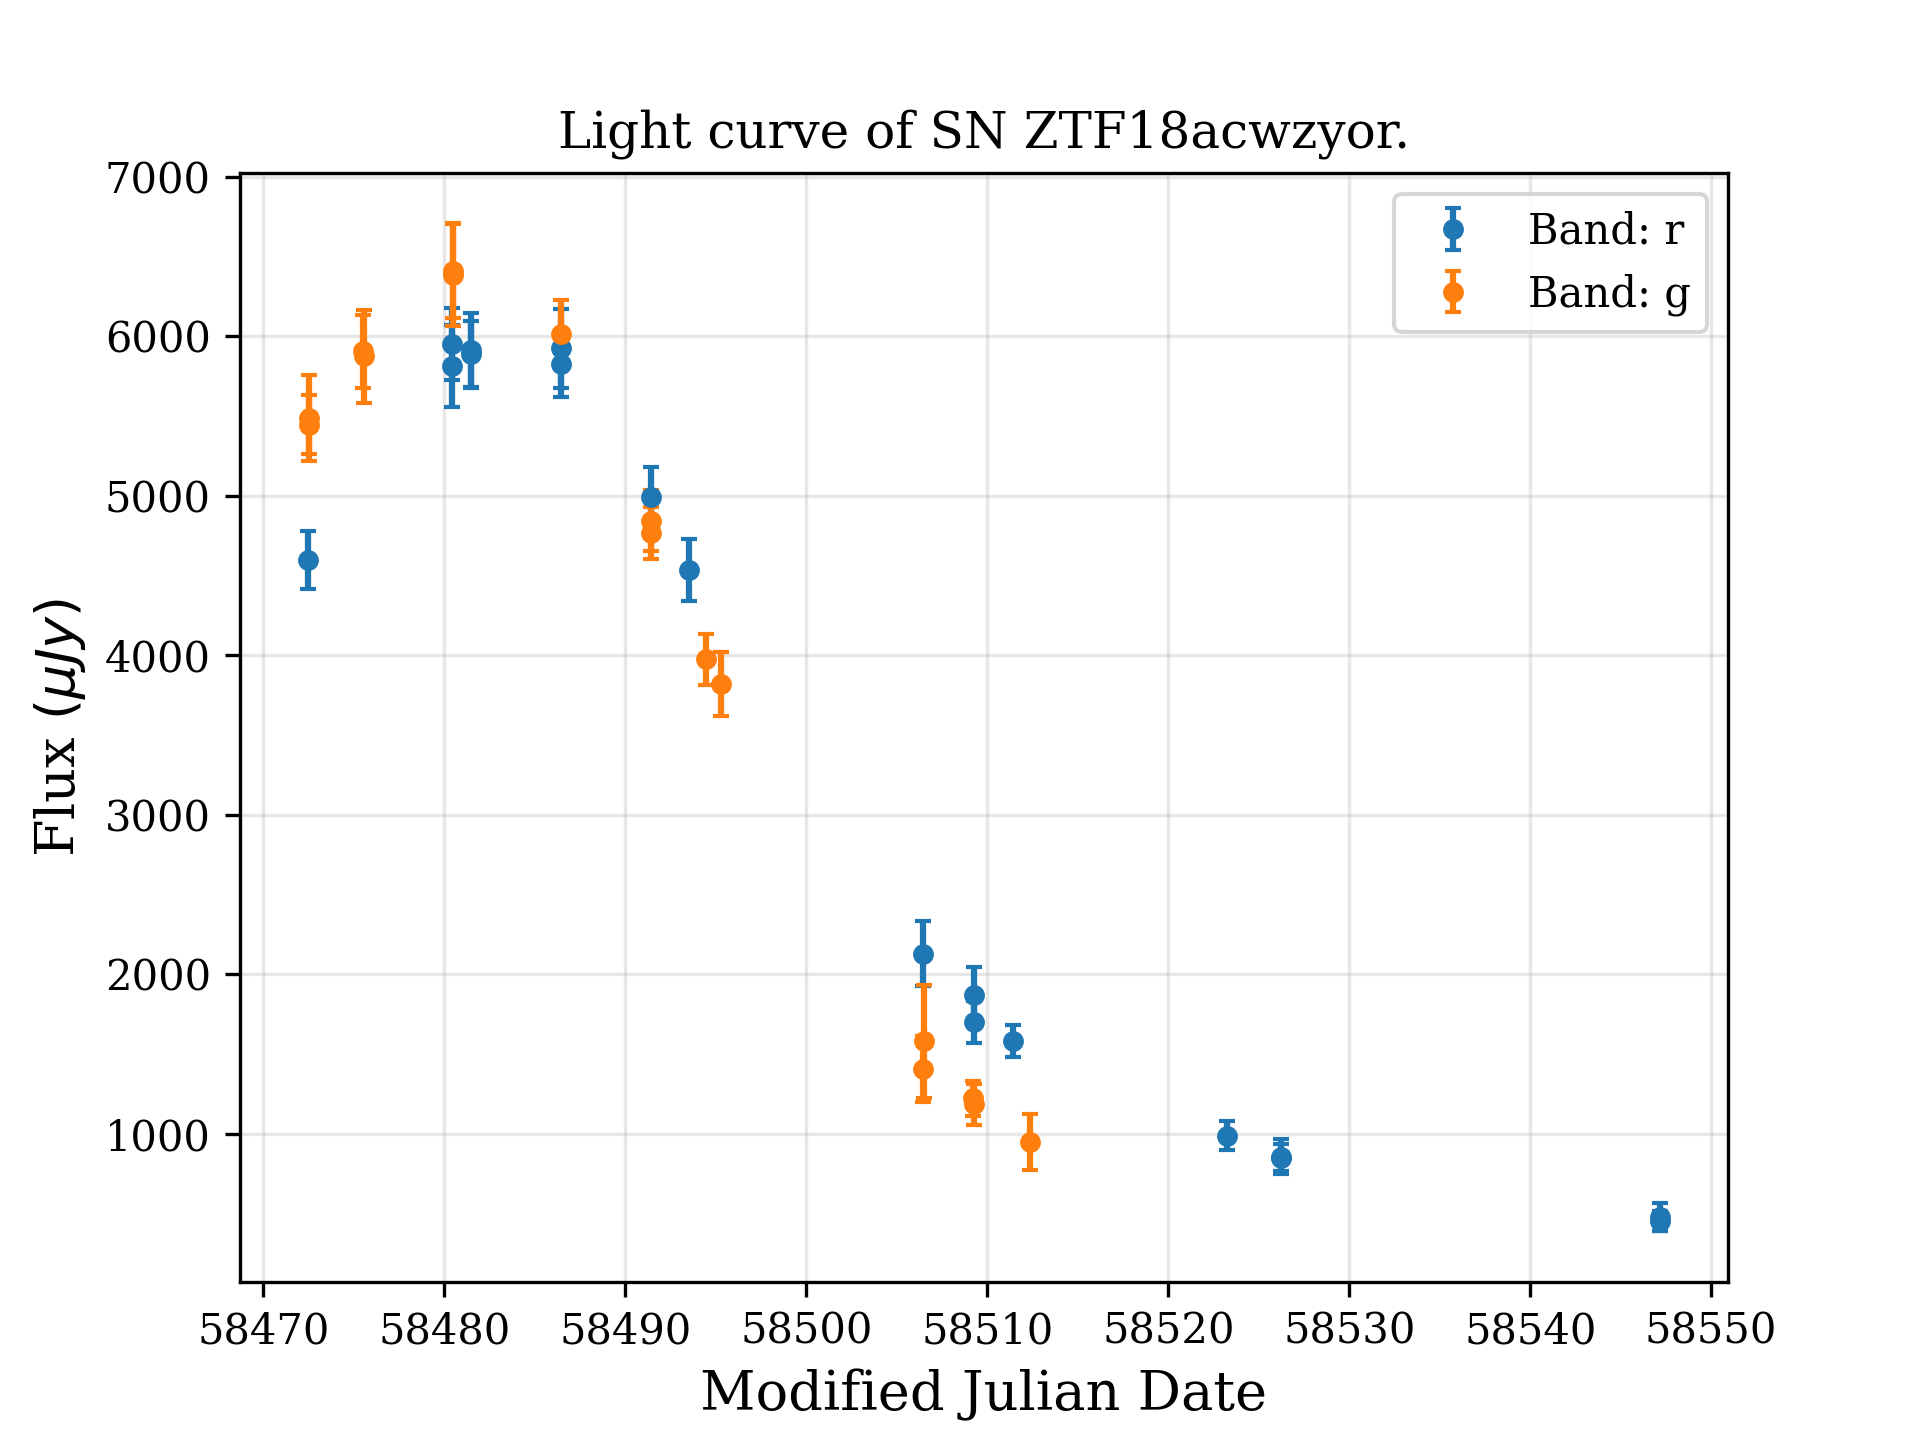 Light curve of SN ZTF18acwzyor.
7000
6000
5000
4000
3000
2000
1000
Flux (μJy)
Band: r
Band: g
58470 58480 58490 58500 58510 58520 58530 58540 58550
Modified Julian Date